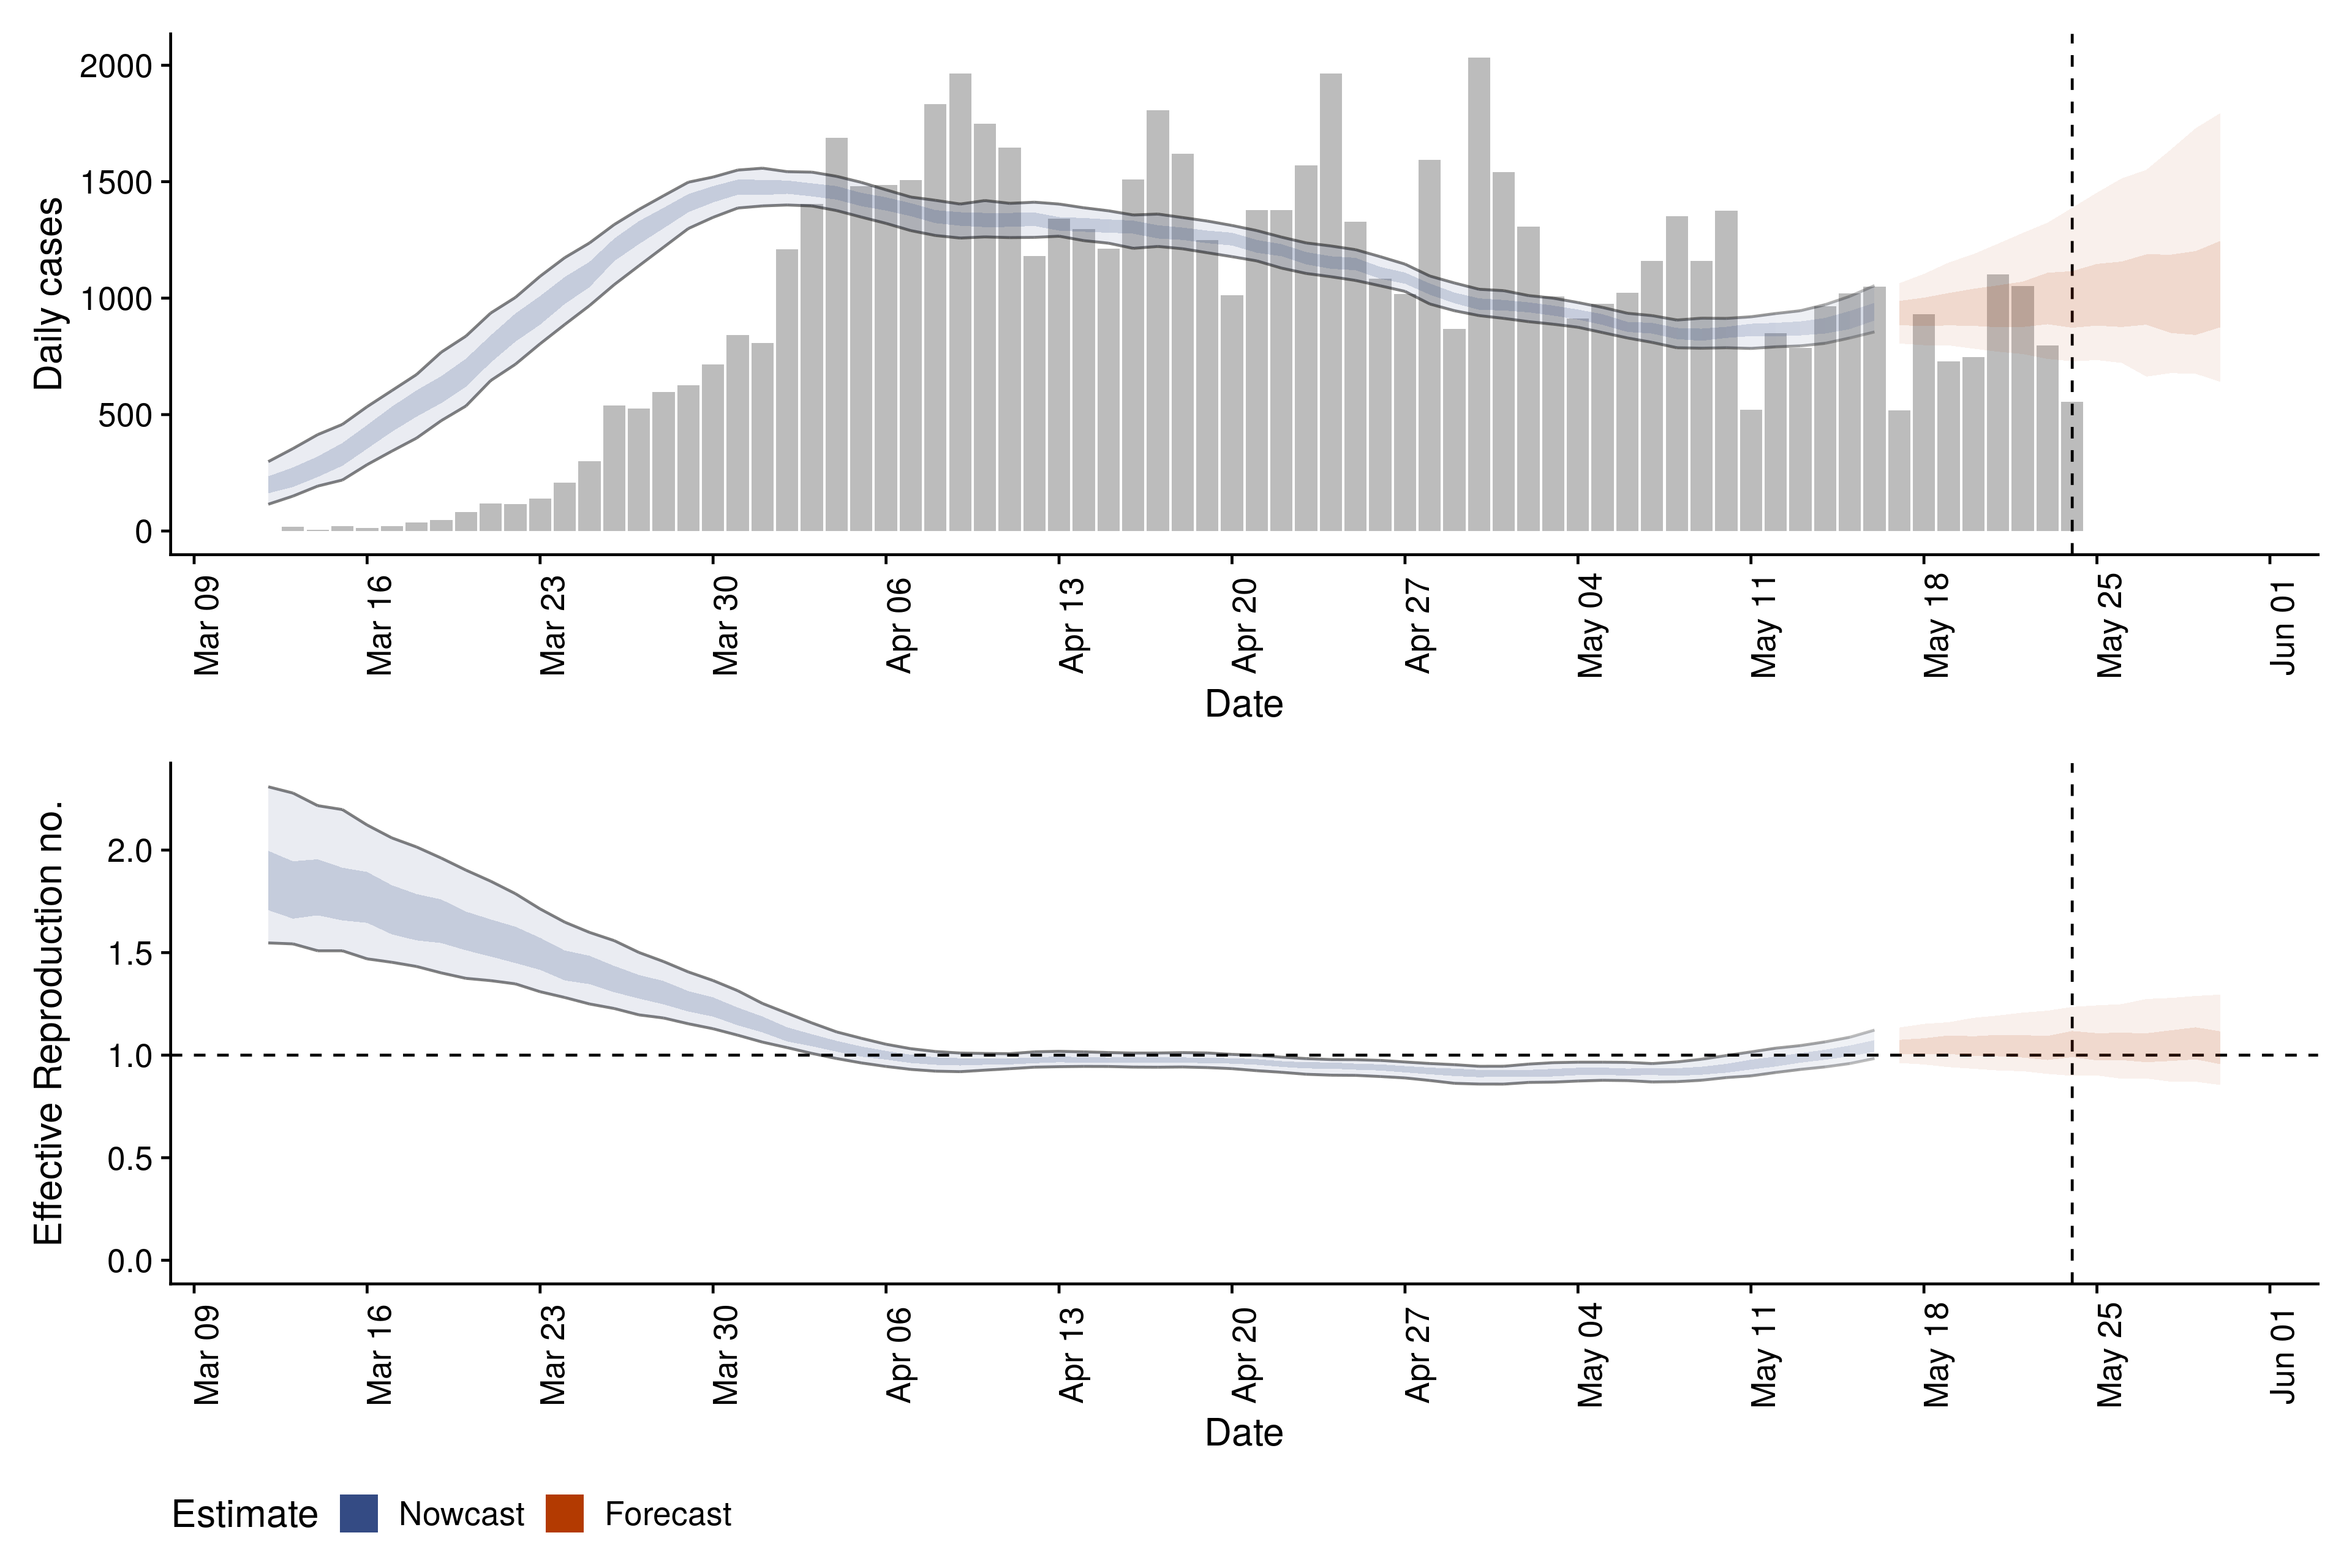 Daily cases
2000
1500
1000
500
0
Mar 09 Mar 16 Mar 23 Mar 30 Apr 06 Apr 13 Apr 20 Apr 27 May 04 May 11 May 18 May 25 Jun 01
Date
Effective Reproduction no.
2.0
1.5
1.0
0.5
0.0
Mar 09 Mar 16 Mar 23 Mar 30 Apr 06 Apr 13 Apr 20 Apr 27 May 04 May 11 May 18 May 25 Jun 01
Date
Estimate Nowcast Forecast